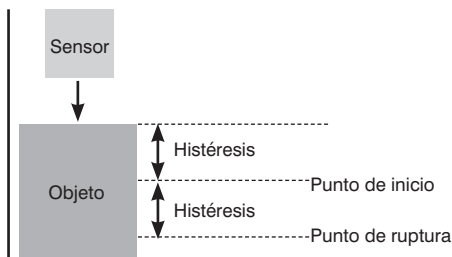 Sensor
Histéresis
Objeto
Punto de inicio
Histéresis
Punto de ruptura